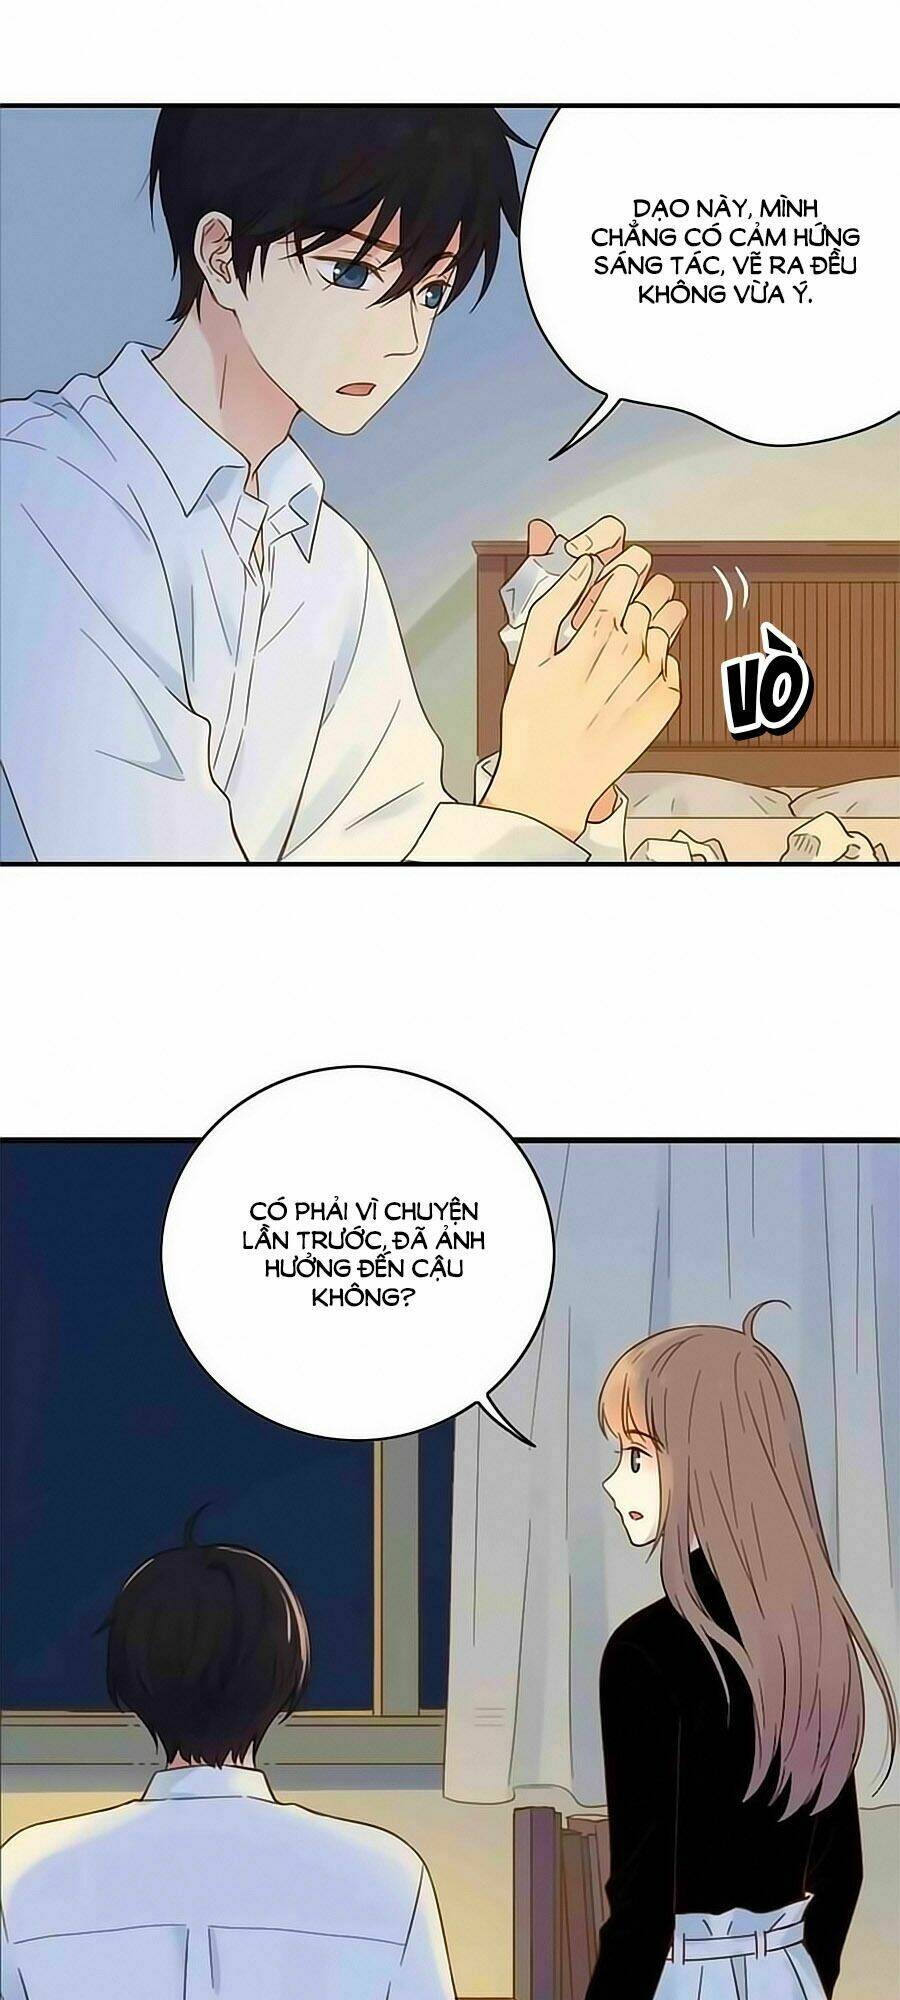 DẠO NÀY, MÌNH
CHẲNG CÓ CẢM HỨNG
SÁNG TÁC, VẼ RA ĐỀU
KHÔNG VỪA Ý.
VÒ
CÓ PHẢI VÌ CHUYỆN
LẦN TRƯỚC, ĐÃ ẢNH
HƯỞNG ĐẾN CẬU
KHÔNG?